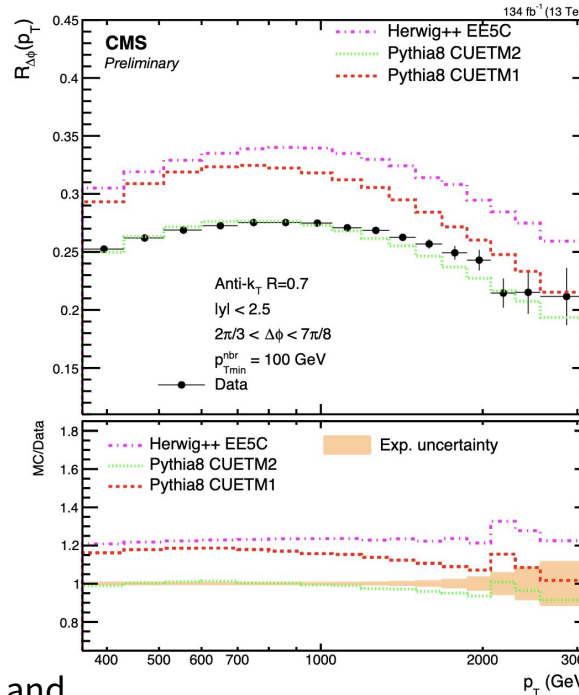 134 fb⁻¹ (13 Te
R_Δϕ(p_T)
CMS
Preliminary
Herwig++ EE5C
Pythia8 CUETM2
Pythia8 CUETM1
0.45
0.4
0.35
0.3
0.25
0.2
0.15
Anti-k_T R=0.7
|y| < 2.5
2π/3 < Δϕ < 7π/8
p_Tmin^nbr = 100 GeV
Data
MC/Data
1.8
1.6
1.4
1.2
1
0.8
Herwig++ EE5C
Pythia8 CUETM2
Pythia8 CUETM1
Exp. uncertainty
400 500 600 700 1000 2000 300
p_T (GeV
and